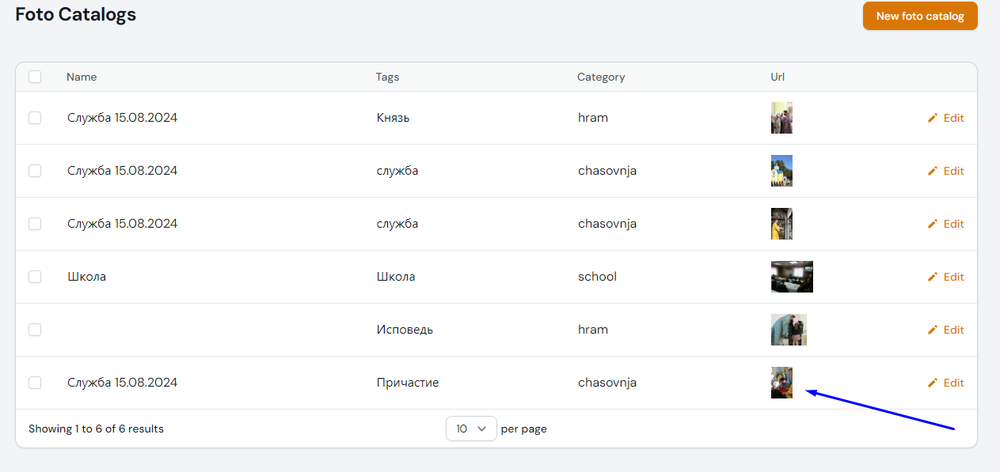 Foto Catalogs
New foto catalog
Name Tags Category Url
Служба 15.08.2024 Князь hram Edit
Служба 15.08.2024 служба chasovnja Edit
Служба 15.08.2024 служба chasovnja Edit
Школа Школа school Edit
Исповедь hram Edit
Служба 15.08.2024 Причастие chasovnja Edit
Showing 1 to 6 of 6 results 10 per page